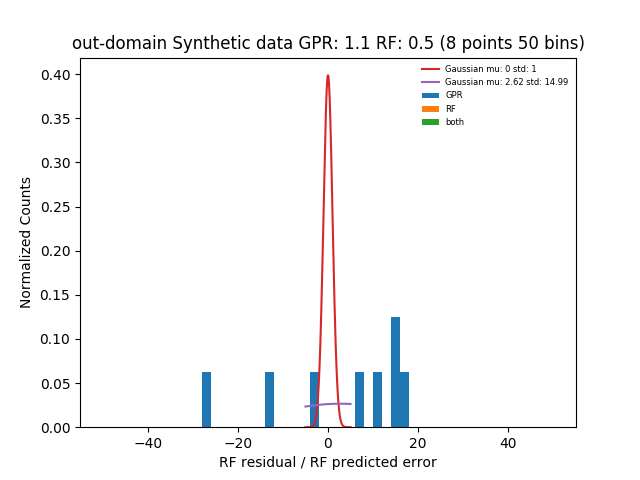 out-domain Synthetic data GPR: 1.1 RF: 0.5 (8 points 50 bins)
Gaussian mu: 0 std: 1
Gaussian mu: 2.62 std: 14.99
GPR
RF
both
0.40
0.35
0.30
0.25
0.20
0.15
0.10
0.05
0.00
Normalized Counts
−40 −20 0 20 40
RF residual / RF predicted error